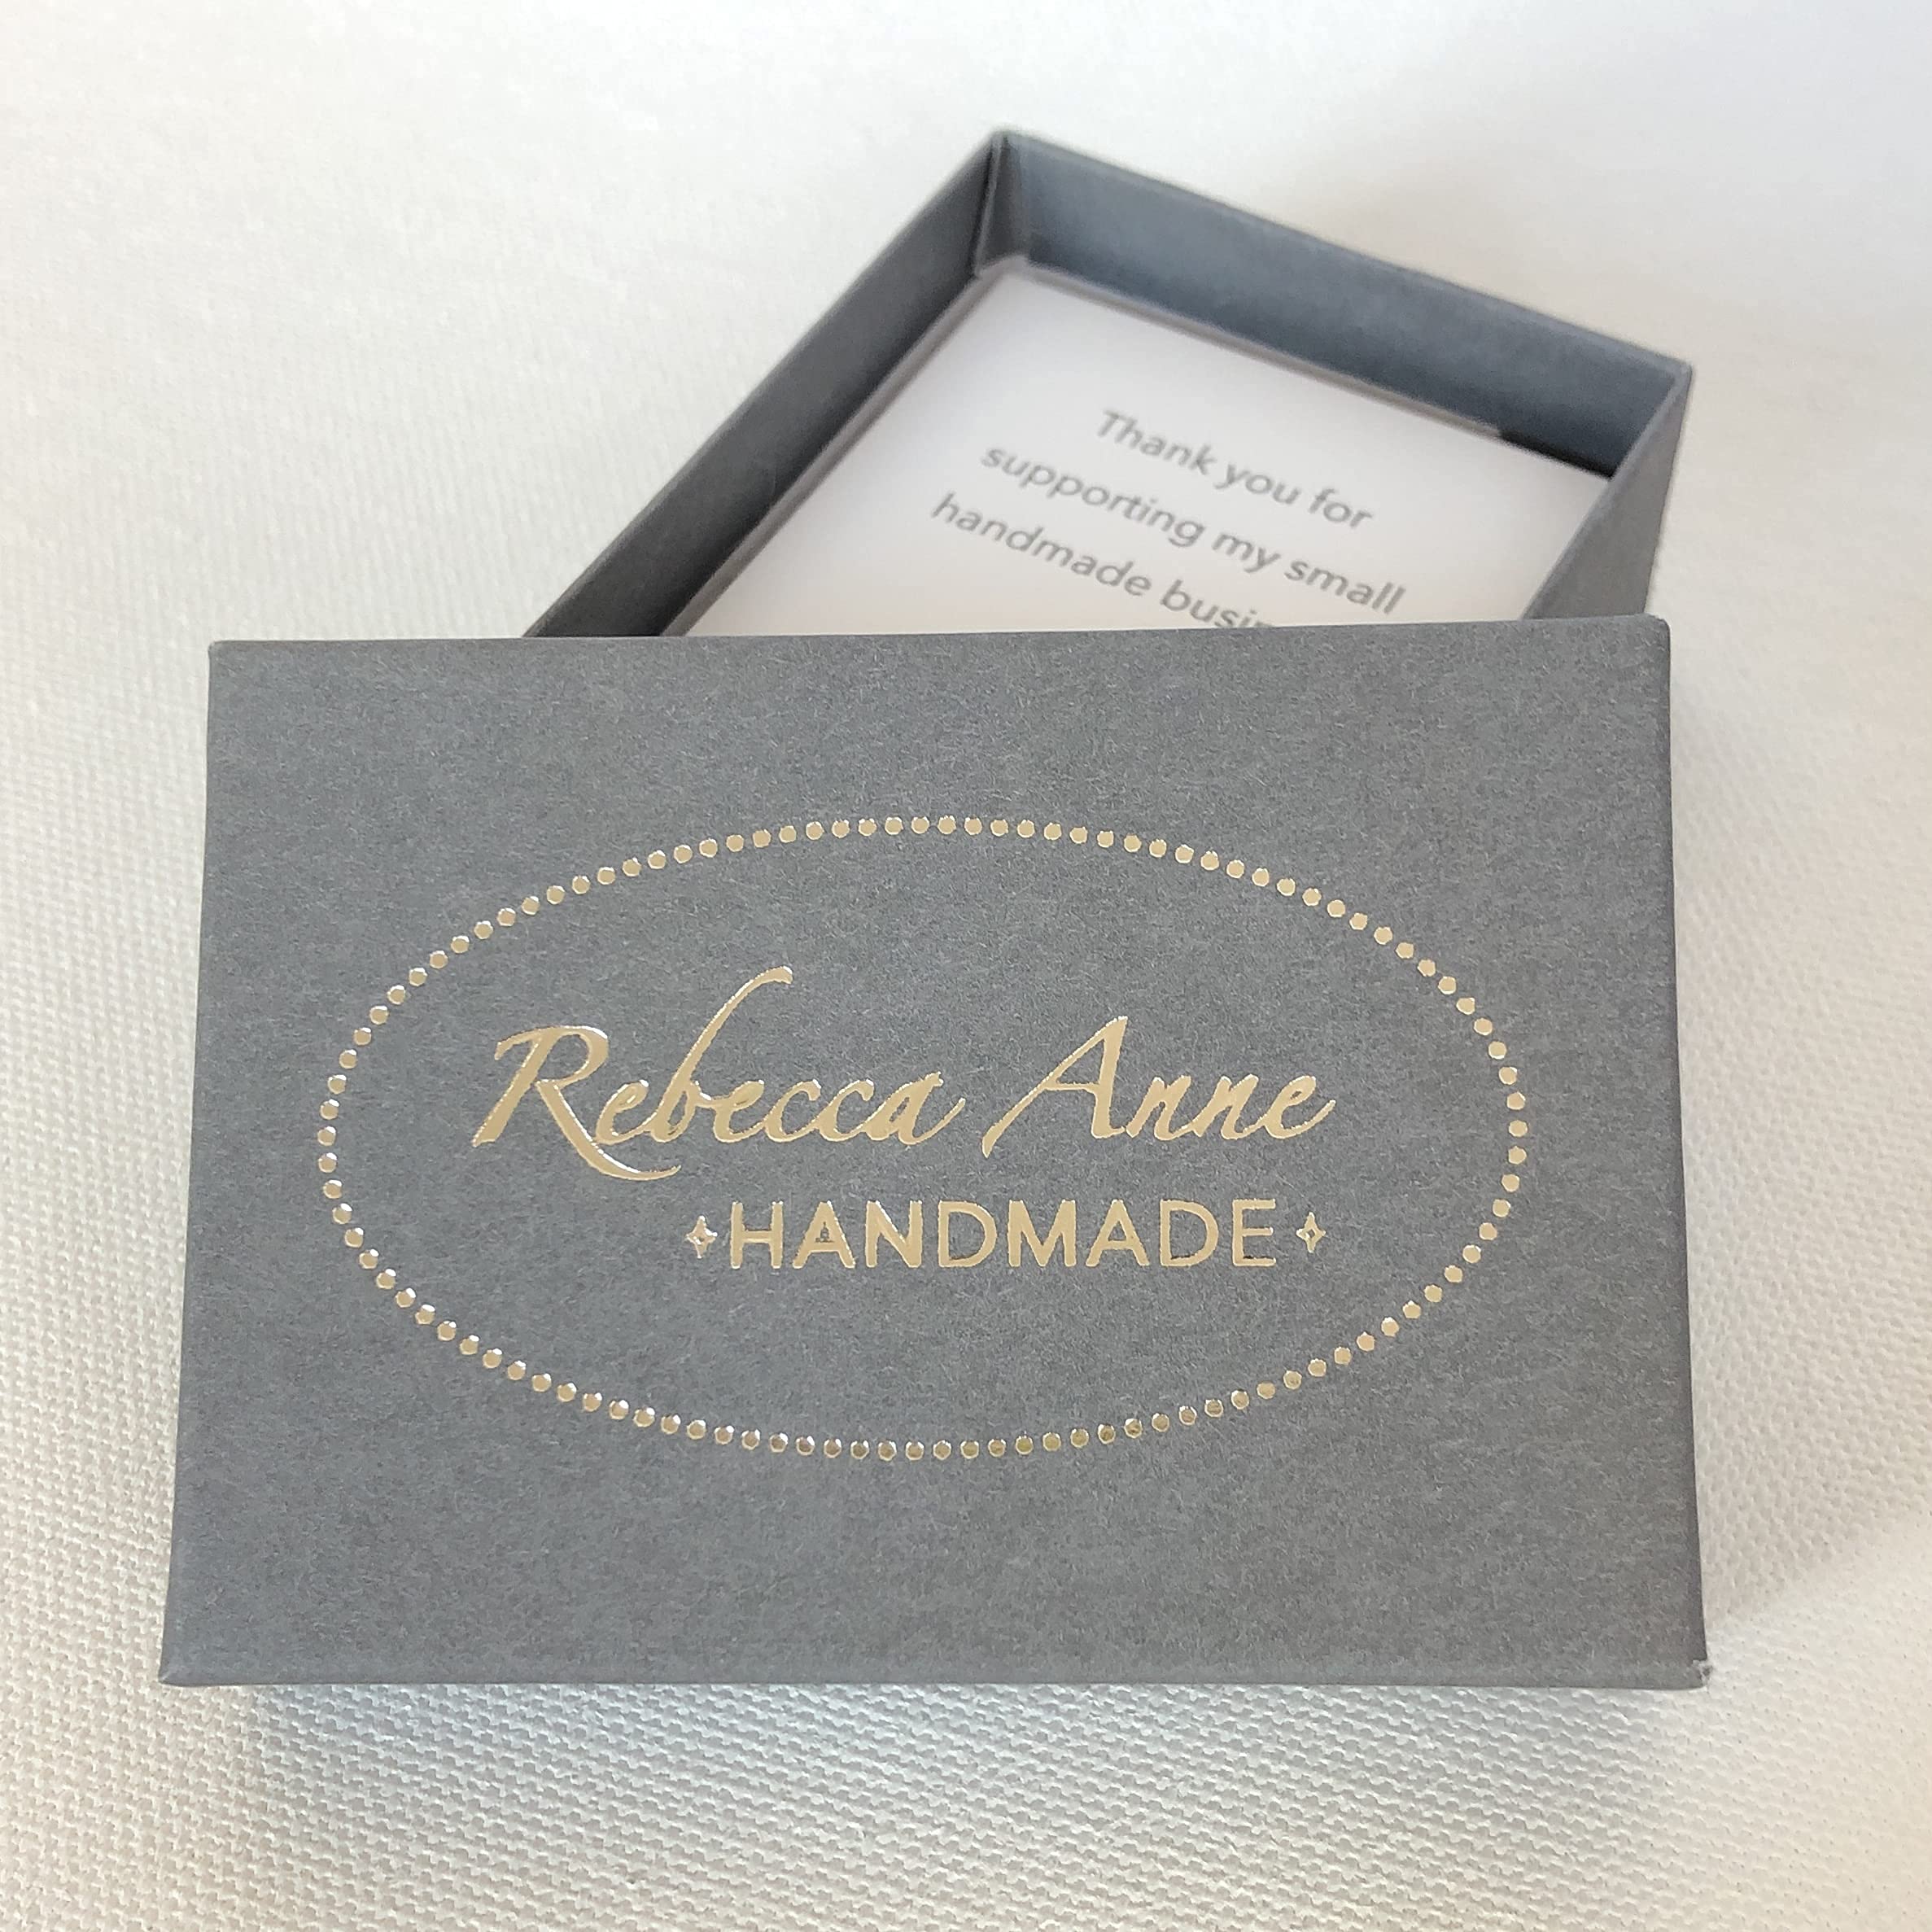 Thank you for
supporting my small
handmade
Rebecca Anne
HANDMADE